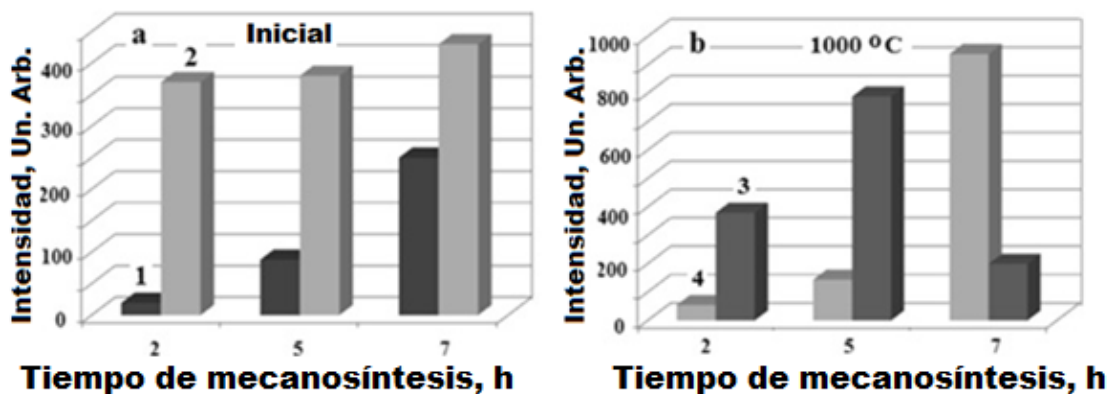 a Inicial
2
400
300
200
100
0
1
2 5 7
Intensidad, Un. Arb.
Tiempo de mecanosíntesis, h
b 1000 ºC
1000
800
600
400
200
0
3
4
2 5 7
Intensidad, Un. Arb.
Tiempo de mecanosíntesis, h